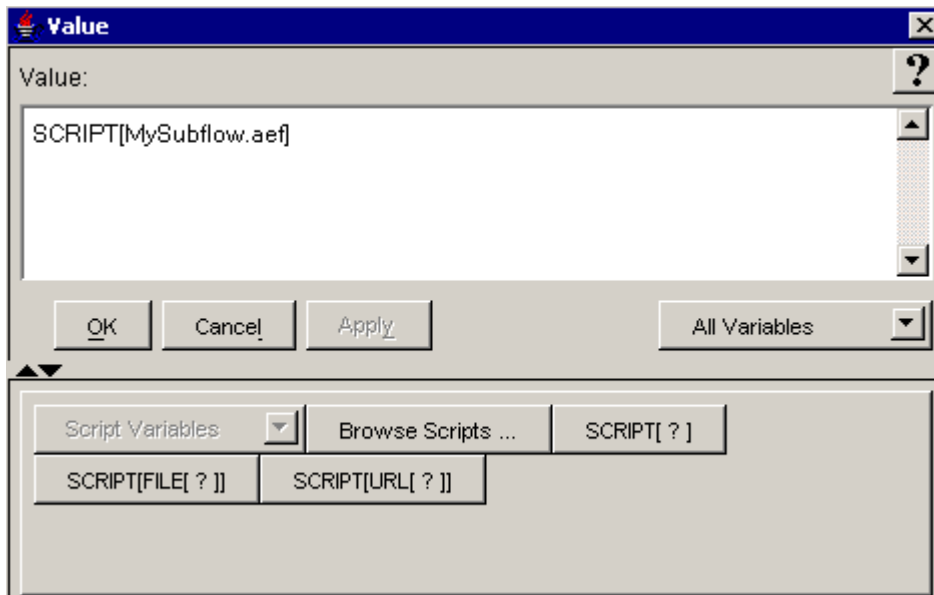 Value
Value:
?
SCRIPT[MySubflow.aef]
OK Cancel Apply All Variables
Script Variables Browse Scripts ... SCRIPT[ ? ]
SCRIPT[FILE[ ? ]] SCRIPT[URL[ ? ]]